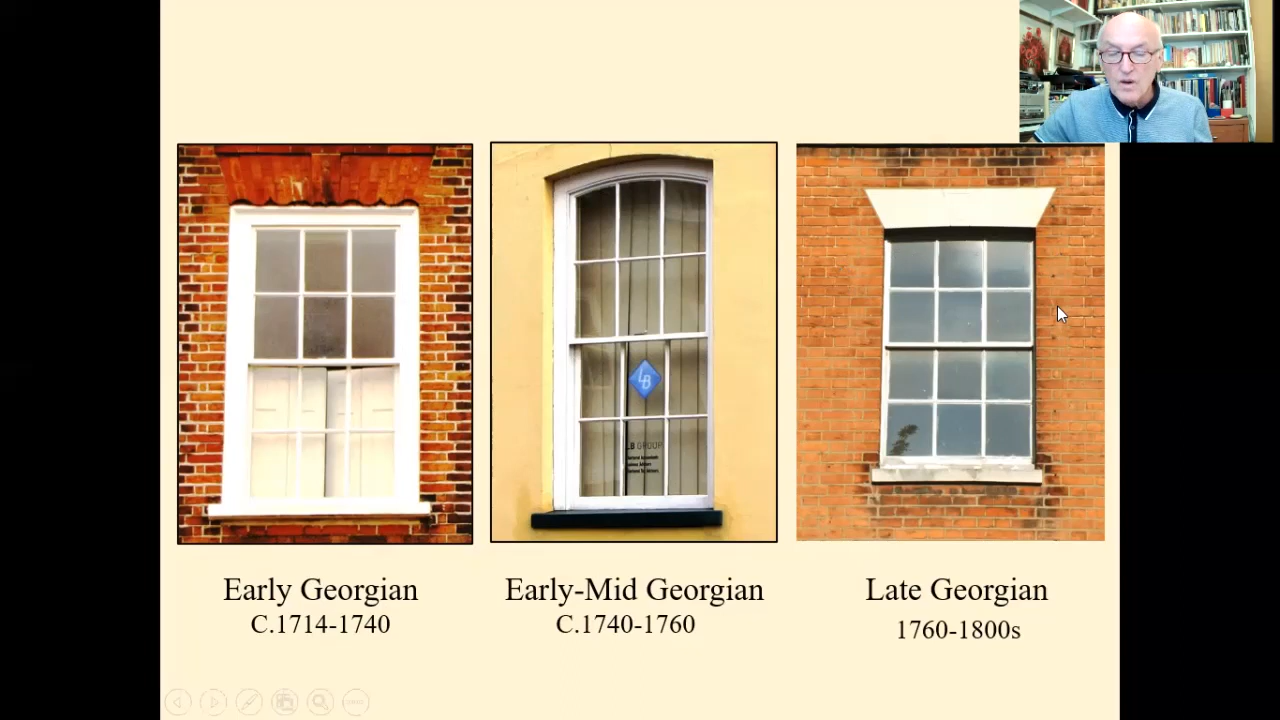 LB
LB GROUP
Early Georgian
C.1714-1740
Early-Mid Georgian
C.1740-1760
Late Georgian
1760-1800s